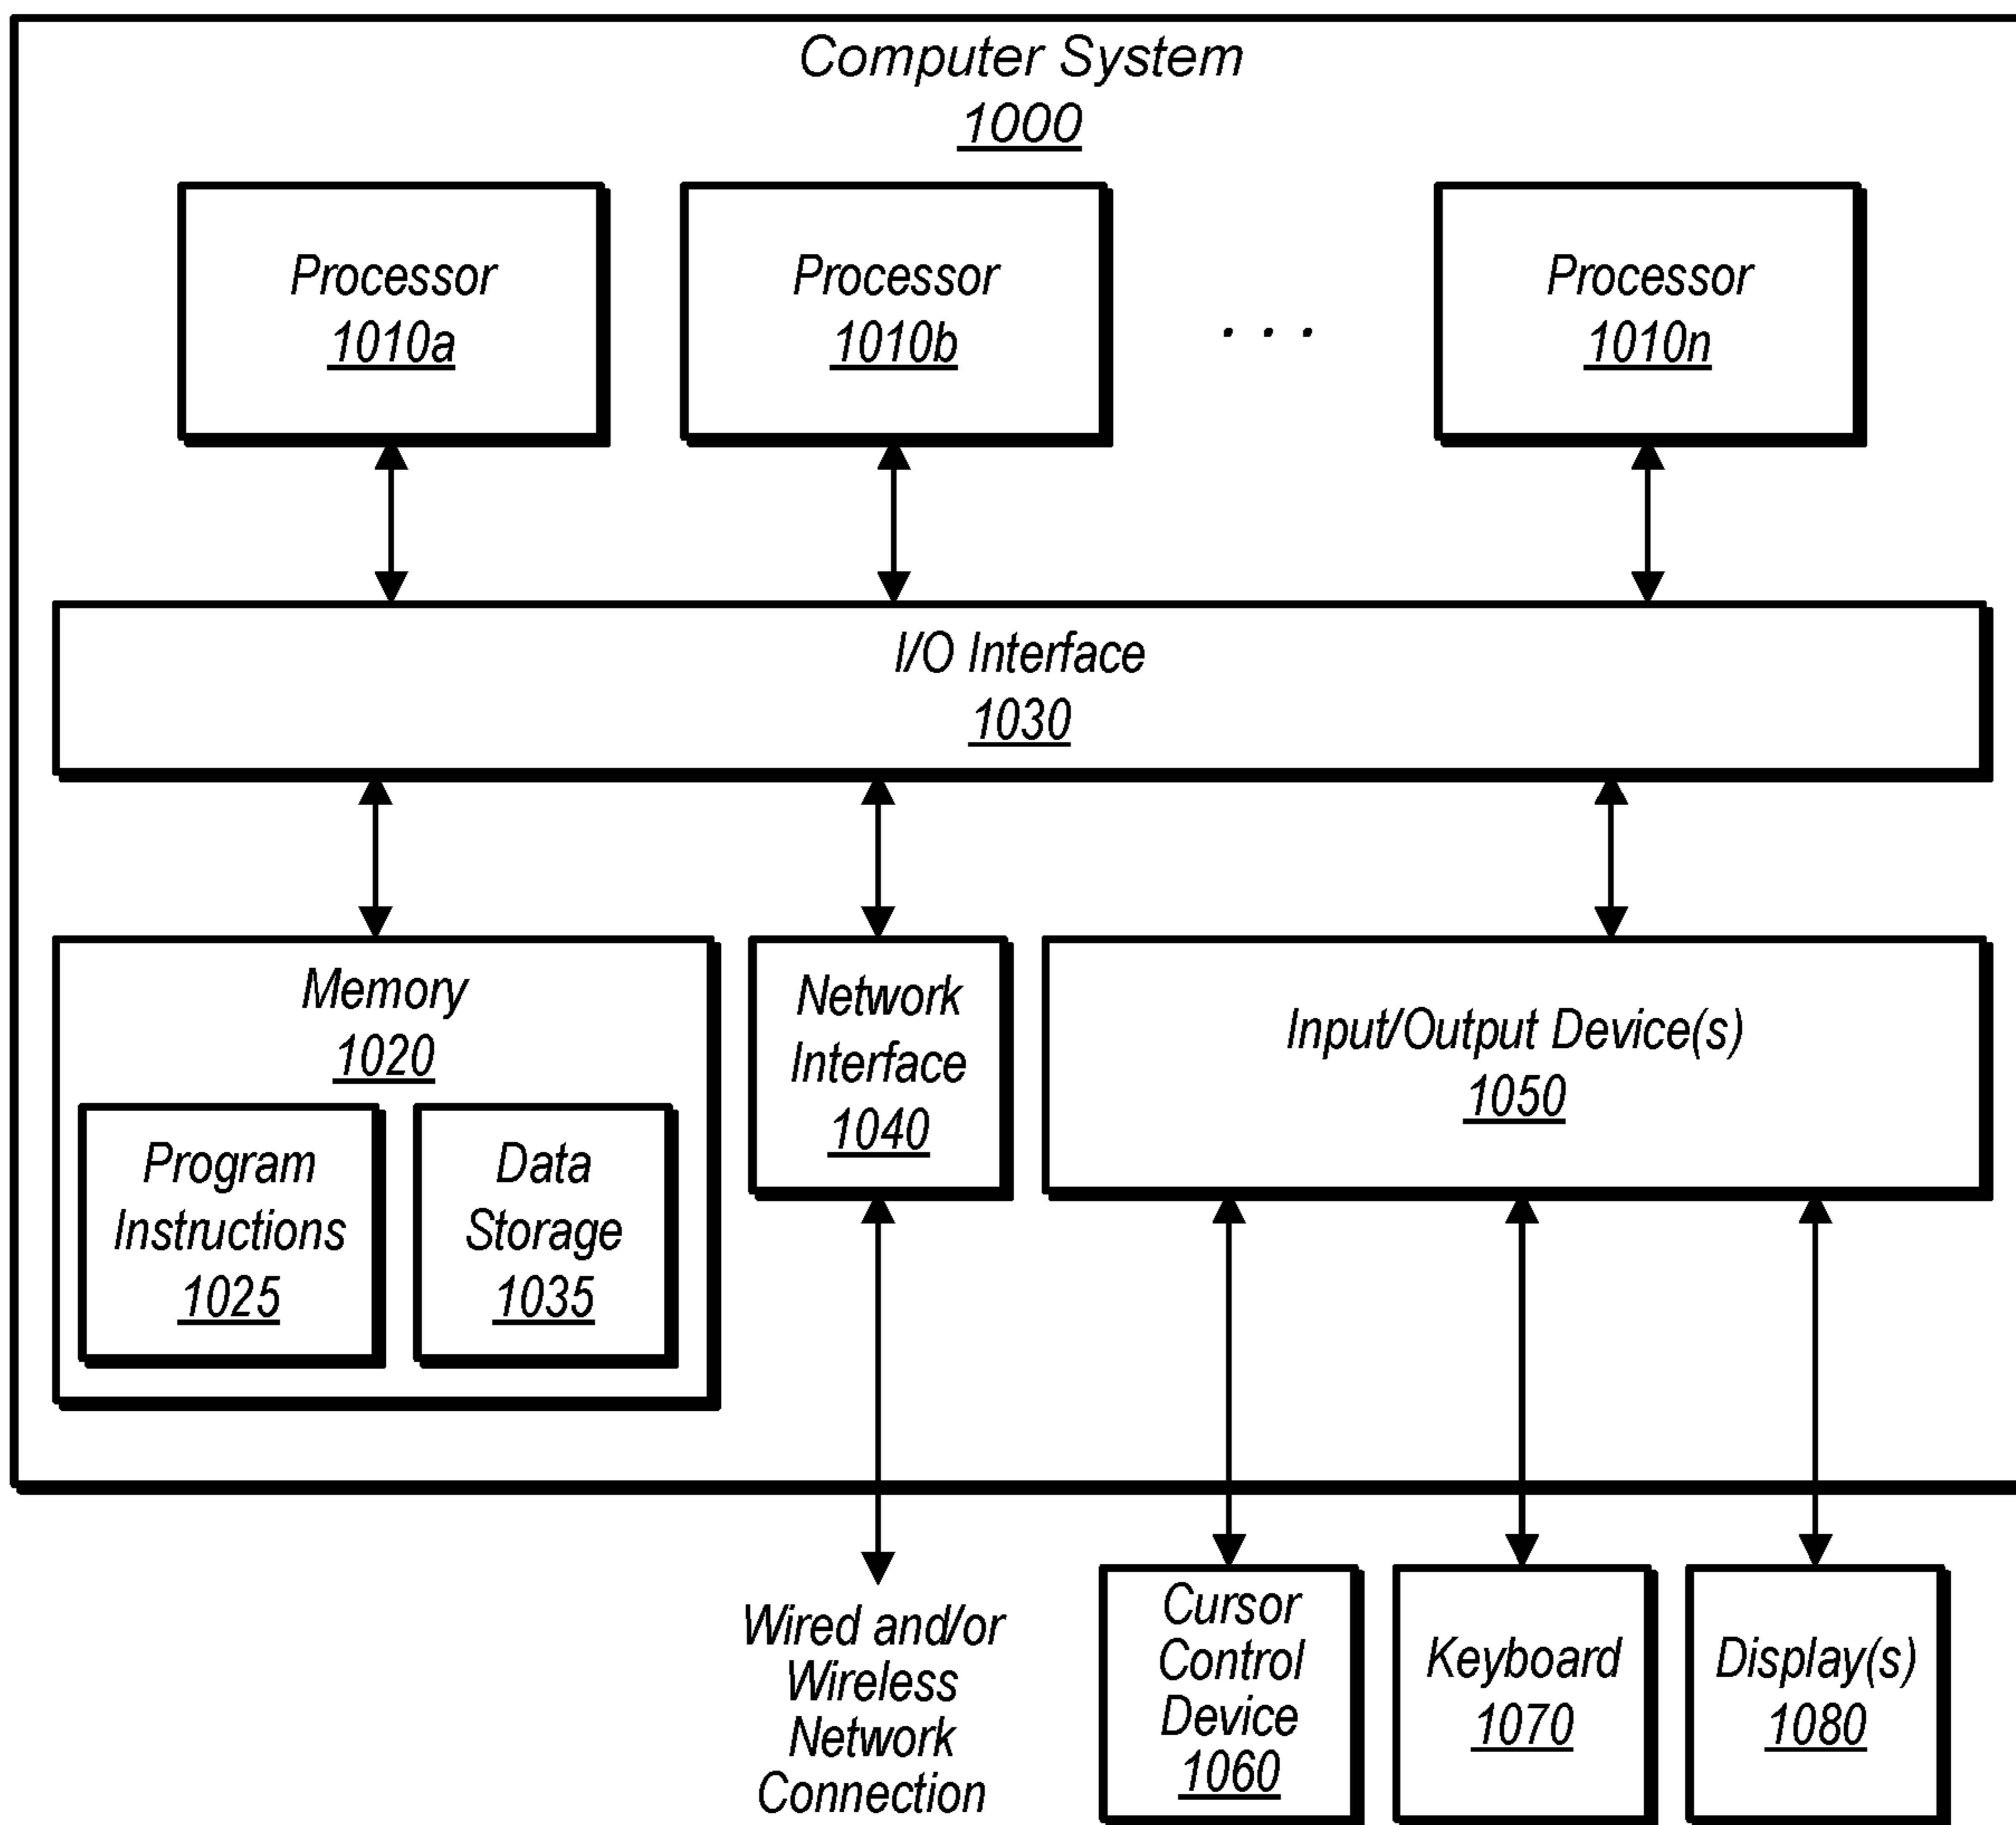 Computer System
1000
Processor
1010a
Processor
1010b
. . .
Processor
1010n
I/O Interface
1030
Memory
1020
Program
Instructions
1025
Data
Storage
1035
Network
Interface
1040
Input/Output Device(s)
1050
Wired and/or
Wireless
Network
Connection
Cursor
Control
Device
1060
Keyboard
1070
Display(s)
1080